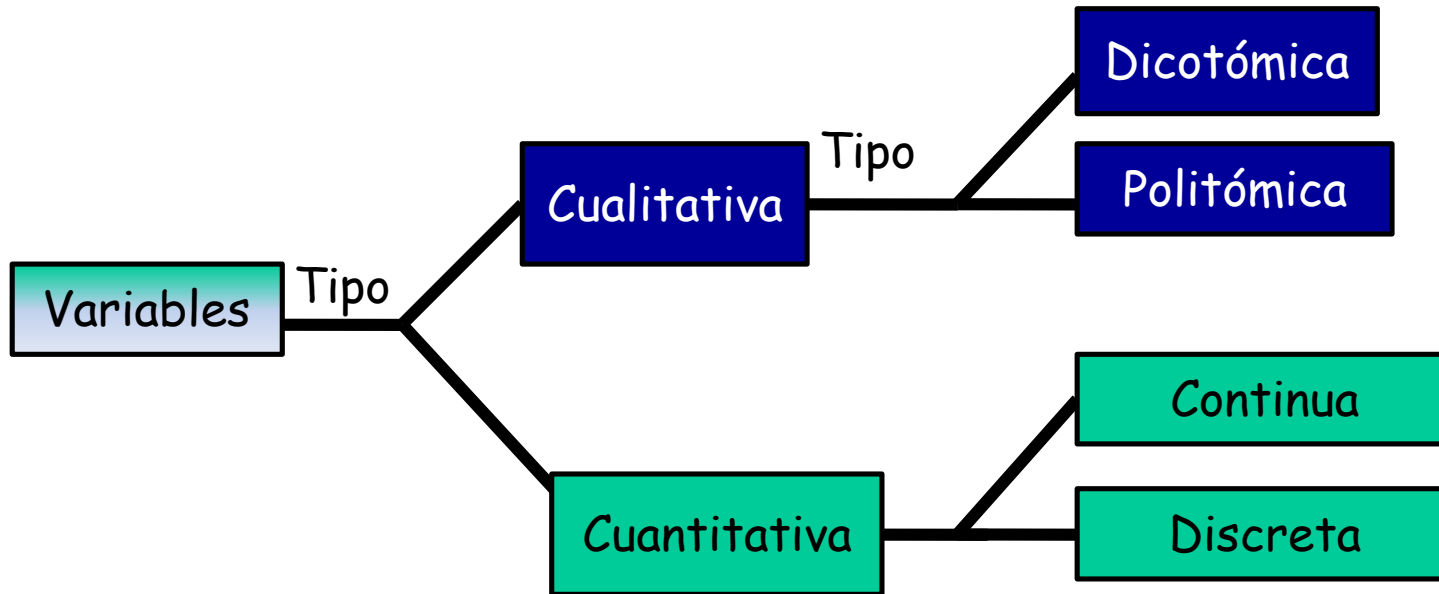 Variables
Tipo
Cualitativa
Tipo
Dicotómica
Politómica
Cuantitativa
Continua
Discreta